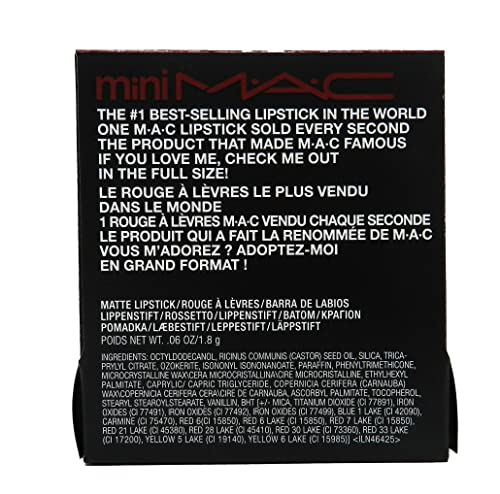 mini M·A·C
THE #1 BEST-SELLING LIPSTICK IN THE WORLD
ONE M·A·C LIPSTICK SOLD EVERY SECOND
THE PRODUCT THAT MADE M·A·C FAMOUS
IF YOU LOVE ME, CHECK ME OUT
IN THE FULL SIZE!
LE ROUGE À LÈVRES LE PLUS VENDU
DANS LE MONDE
1 ROUGE À LÈVRES M·A·C VENDU CHAQUE SECONDE
LE PRODUIT QUI A FAIT LA RENOMMÉE DE M·A·C
VOUS M'ADOREZ ? ADOPTEZ-MOI
EN GRAND FORMAT !
MATTE LIPSTICK/ROUGE À LÈVRES/BARRA DE LABIOS
LIPPENSTIFT/ROSSETTO/LIPPENSTIFT/BATOM/ΚΡΑΓΙΟΝ
POMADKA/LÆBESTIFT/LEPPESTIFT/LÄPPSTIFT
POIDS NET WT. .06 OZ/1.8 g
INGREDIENTS: OCTYLDODECANOL, RICINUS COMMUNIS (CASTOR) SEED OIL, SILICA, TRICA-
PRYLYL CITRATE, OZOKERITE, ISONONYL ISONONANOATE, PARAFFIN, PHENYLTRIMETHICONE,
MICROCRYSTALLINE WAX\CERA MICROCRISTALLINA\CIRE MICROCRISTALLINE, ETHYLHEXYL
PALMITATE, CAPRYLIC/ CAPRIC TRIGLYCERIDE, COPERNICIA CERIFERA (CARNAUBA)
WAX\COPERNICIA CERIFERA CERA\CIRE DE CARNAUBA, ASCORBYL PALMITATE, TOCOPHEROL,
STEARYL STEAROYLSTEARATE, VANILLIN, BHT [+/- MICA, TITANIUM DIOXIDE (CI 77891), IRON
OXIDES (CI 77491), IRON OXIDES (CI 77492), IRON OXIDES (CI 77499), BLUE 1 LAKE (CI 42090),
CARMINE (CI 75470), RED 6(CI 15850), RED 6 LAKE (CI 15850), RED 7 LAKE (CI 15850),
RED 21 LAKE (CI 45380), RED 28 LAKE (CI 45410), RED 30 LAKE (CI 73360), RED 33 LAKE
(CI 17200), YELLOW 5 LAKE (CI 19140), YELLOW 6 LAKE (CI 15985)] <ILN46425>